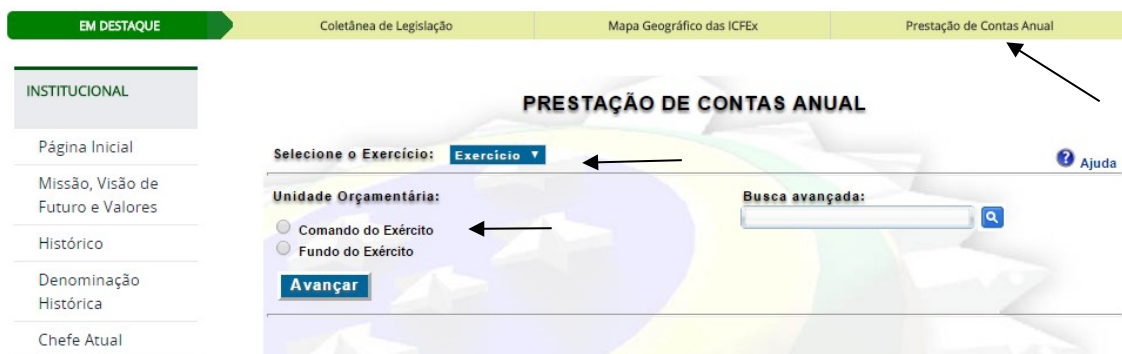 EM DESTAQUE
Coletânea de Legislação
Mapa Geográfico das ICFEx
Prestação de Contas Anual
INSTITUCIONAL
Página Inicial
Missão, Visão de
Futuro e Valores
Histórico
Denominação
Histórica
Chefe Atual
PRESTAÇÃO DE CONTAS ANUAL
Selecione o Exercício: Exercício
Ajuda
Unidade Orçamentária:
Comando do Exército
Fundo do Exército
Avançar
Busca avançada: